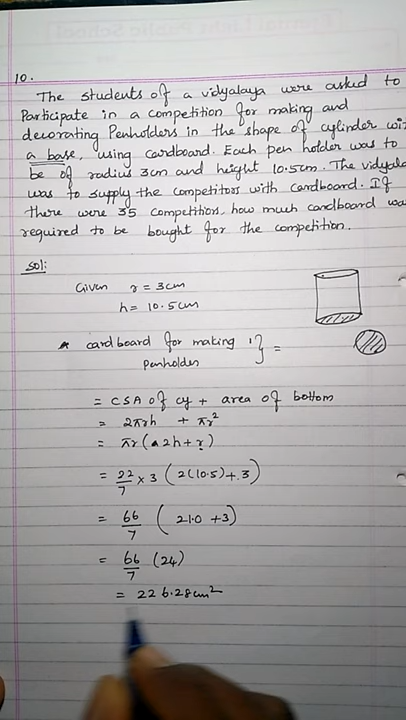 10.
The students of a vidyalaya were asked to
Participate in a competition for making and
decorating Penholders in the shape of cylinder wi
a base, using cardboard. Each pen holder was to
be of radius 3cm and height 10.5cm. The vidyala
was to supply the competitors with cardboard. If
there were 35 competitors, how much cardboard wa
required to be bought for the competition.
Sol:
Given r = 3cm
h = 10.5cm
cardboard for making 1 } =
Penholder
= CSA of cy + area of bottom
= 2πrh + πr²
= πr(2h+r)
= 22/7 × 3 (2(10.5)+3)
= 66/7 (21.0+3)
= 66/7 (24)
= 226.28cm²